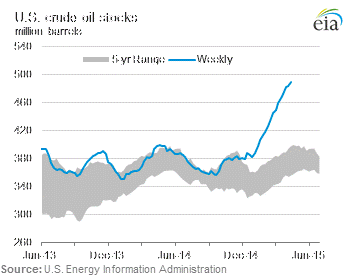 U.S. crude oil stocks
million barrels
eia
540
5-yr Range Weekly
500
460
420
380
340
300
260
Jun-13 Dec-13 Jun-14 Dec-14 Jun-15
Source: U.S. Energy Information Administration